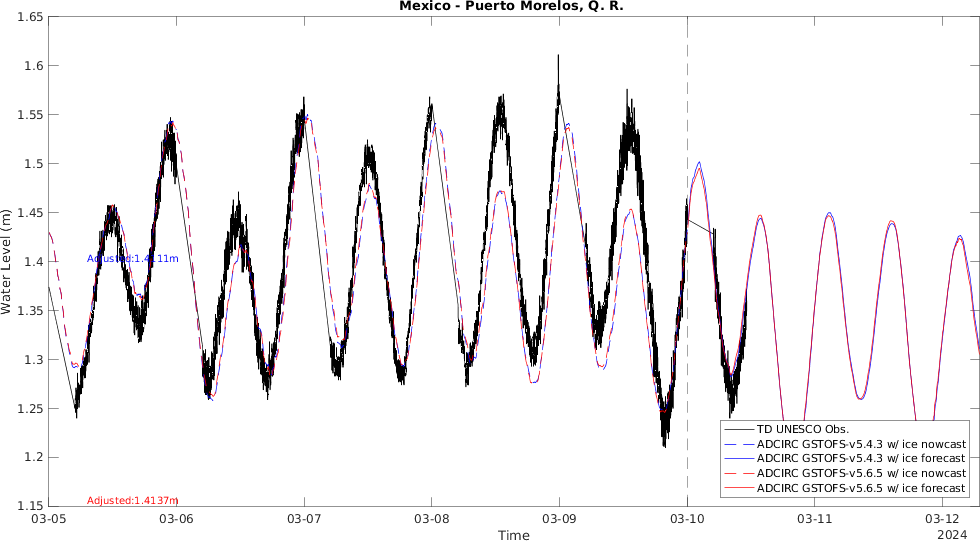 Mexico - Puerto Morelos, Q. R.
1.65
1.6
1.55
1.5
1.45
1.4
1.35
1.3
1.25
1.2
1.15
Water Level (m)
Adjusted:1.4111m
Adjusted:1.4137m
TD UNESCO Obs.
ADCIRC GSTOFS-v5.4.3 w/ ice nowcast
ADCIRC GSTOFS-v5.4.3 w/ ice forecast
ADCIRC GSTOFS-v5.6.5 w/ ice nowcast
ADCIRC GSTOFS-v5.6.5 w/ ice forecast
03-05 03-06 03-07 03-08 03-09 03-10 03-11 03-12
Time
2024